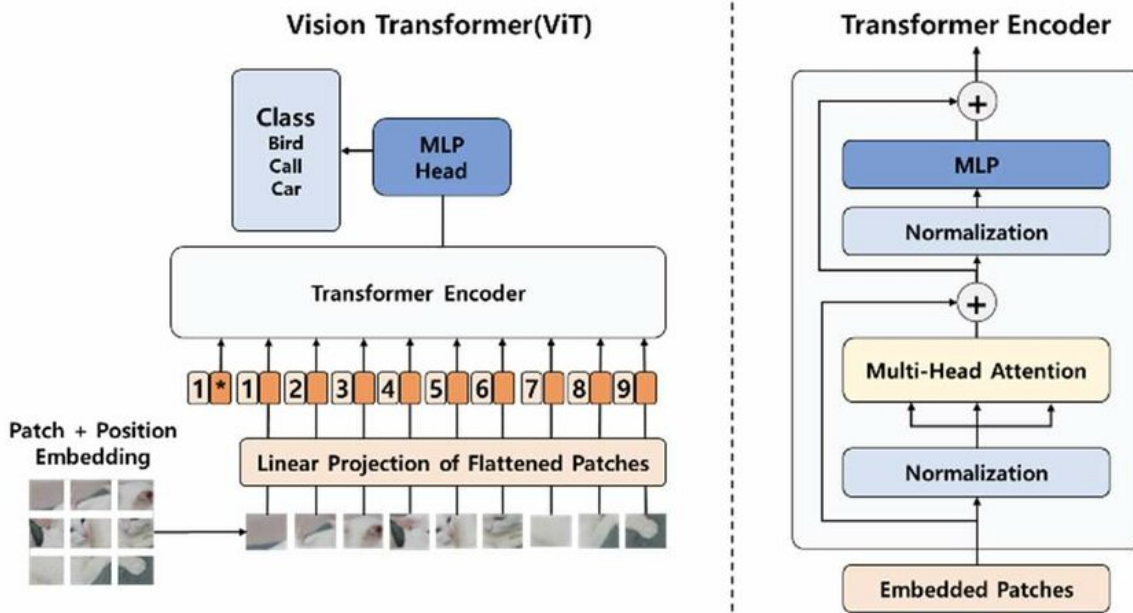 Vision Transformer(ViT)
Class
Bird
Call
Car
MLP
Head
Transformer Encoder
1 * 1 2 3 4 5 6 7 8 9
Patch + Position
Embedding
Linear Projection of Flattened Patches
Transformer Encoder
+
MLP
Normalization
+
Multi-Head Attention
Normalization
Embedded Patches